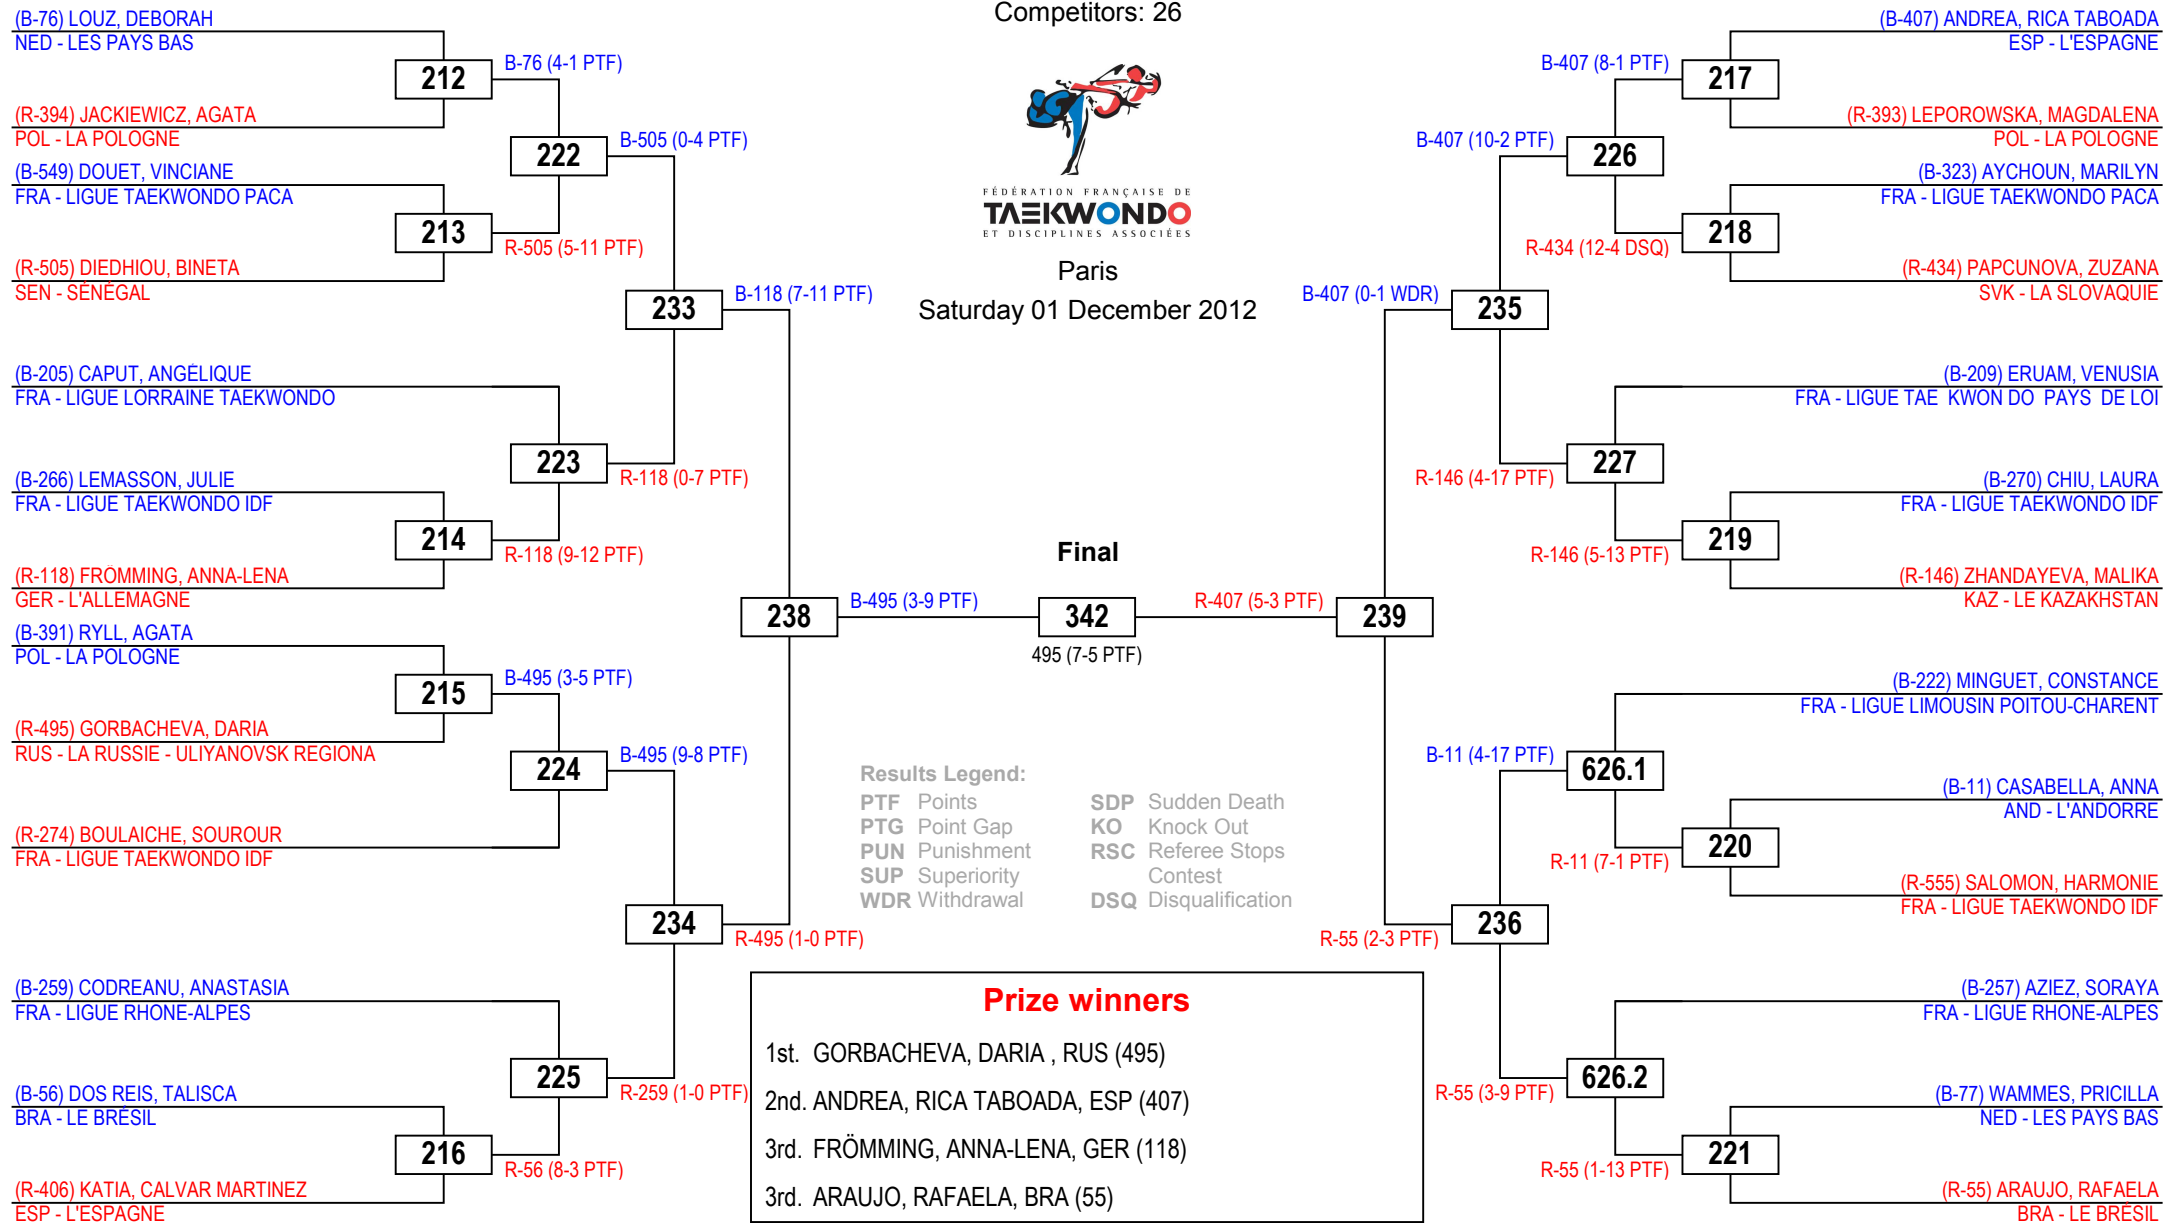 Competitors: 26
FÉDÉRATION FRANÇAISE DE
TAEKWONDO
ET DISCIPLINES ASSOCIÉES
Paris
Saturday 01 December 2012
(B-76) LOUZ, DEBORAH
NED - LES PAYS BAS
212
B-76 (4-1 PTF)
(R-394) JACKIEWICZ, AGATA
POL - LA POLOGNE
222
B-505 (0-4 PTF)
(B-549) DOUET, VINCIANE
FRA - LIGUE TAEKWONDO PACA
213
R-505 (5-11 PTF)
(R-505) DIEDHIOU, BINETA
SEN - SÉNÉGAL
233
B-118 (7-11 PTF)
(B-205) CAPUT, ANGÉLIQUE
FRA - LIGUE LORRAINE TAEKWONDO
223
R-118 (0-7 PTF)
(B-266) LEMASSON, JULIE
FRA - LIGUE TAEKWONDO IDF
214
R-118 (9-12 PTF)
(R-118) FRÖMMING, ANNA-LENA
GER - L'ALLEMAGNE
238
B-495 (3-9 PTF)
(B-391) RYLL, AGATA
POL - LA POLOGNE
215
B-495 (3-5 PTF)
(R-495) GORBACHEVA, DARIA
RUS - LA RUSSIE - ULIYANOVSK REGIONA
224
B-495 (9-8 PTF)
(R-274) BOULAICHE, SOUROUR
FRA - LIGUE TAEKWONDO IDF
234
R-495 (1-0 PTF)
(B-259) CODREANU, ANASTASIA
FRA - LIGUE RHONE-ALPES
225
R-259 (1-0 PTF)
(B-56) DOS REIS, TALISCA
BRA - LE BRÉSIL
216
R-56 (8-3 PTF)
(R-406) KATIA, CALVAR MARTINEZ
ESP - L'ESPAGNE
Final
342
495 (7-5 PTF)
(B-407) ANDREA, RICA TABOADA
ESP - L'ESPAGNE
B-407 (8-1 PTF)
217
(R-393) LEPOROWSKA, MAGDALENA
POL - LA POLOGNE
B-407 (10-2 PTF)
226
(B-323) AYCHOUN, MARILYN
FRA - LIGUE TAEKWONDO PACA
R-434 (12-4 DSQ)
218
(R-434) PAPCUNOVA, ZUZANA
SVK - LA SLOVAQUIE
B-407 (0-1 WDR)
235
(B-209) ERUAM, VENUSIA
FRA - LIGUE TAE KWON DO PAYS DE LOI
R-146 (4-17 PTF)
227
(B-270) CHIU, LAURA
FRA - LIGUE TAEKWONDO IDF
R-146 (5-13 PTF)
219
(R-146) ZHANDAYEVA, MALIKA
KAZ - LE KAZAKHSTAN
R-407 (5-3 PTF)
239
(B-222) MINGUET, CONSTANCE
FRA - LIGUE LIMOUSIN POITOU-CHARENT
B-11 (4-17 PTF)
626.1
(B-11) CASABELLA, ANNA
AND - L'ANDORRE
R-11 (7-1 PTF)
220
(R-555) SALOMON, HARMONIE
FRA - LIGUE TAEKWONDO IDF
R-55 (2-3 PTF)
236
(B-257) AZIEZ, SORAYA
FRA - LIGUE RHONE-ALPES
R-55 (3-9 PTF)
626.2
(B-77) WAMMES, PRICILLA
NED - LES PAYS BAS
R-55 (1-13 PTF)
221
(R-55) ARAUJO, RAFAELA
BRA - LE BRÉSIL
Results Legend:
PTF Points
PTG Point Gap
PUN Punishment
SUP Superiority
WDR Withdrawal
SDP Sudden Death
KO Knock Out
RSC Referee Stops
Contest
DSQ Disqualification
Prize winners
1st. GORBACHEVA, DARIA , RUS (495)
2nd. ANDREA, RICA TABOADA, ESP (407)
3rd. FRÖMMING, ANNA-LENA, GER (118)
3rd. ARAUJO, RAFAELA, BRA (55)